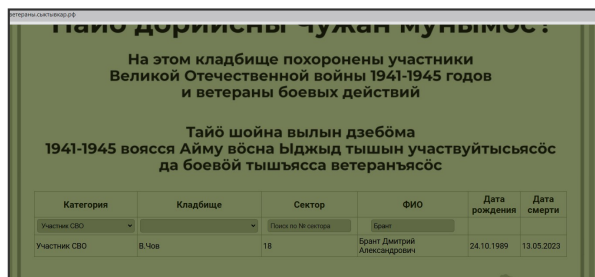 ветераны.сыктывкар.рф
На этом кладбище похоронены участники
Великой Отечественной войны 1941-1945 годов
и ветераны боевых действий
Тайӧ шойна вылын дзебӧма
1941-1945 воясся Айму вӧсна Ыджыд тышын участвуйтысьясӧс
да боевӧй тышъясса ветеранъясӧс
Категория Кладбище Сектор ФИО Дата рождения Дата смерти
Участник СВО Поиск по № сектора Брант
Участник СВО В.Чов 18 Брант Дмитрий Александрович 24.10.1989 13.05.2023